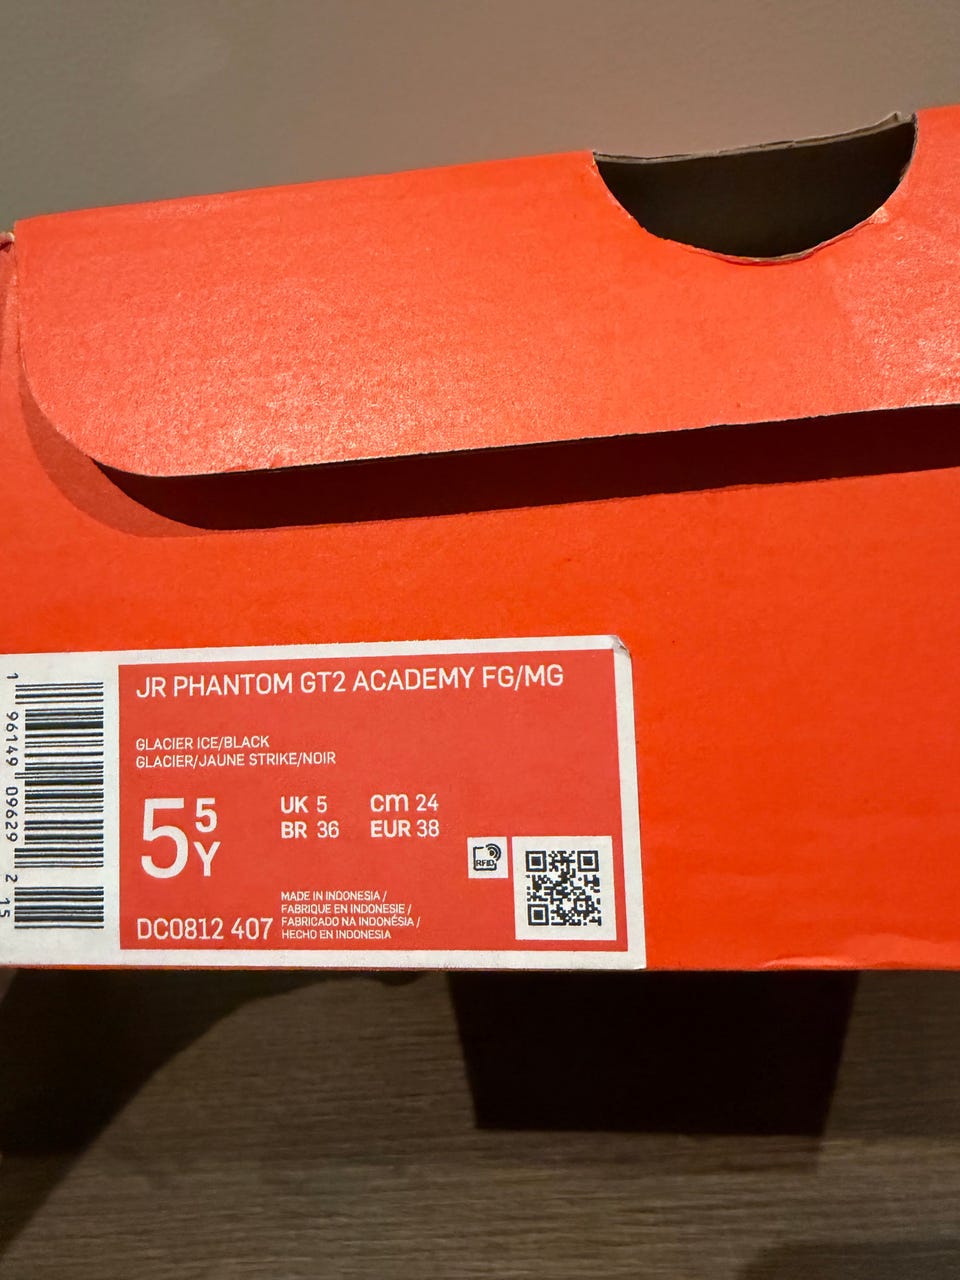 JR PHANTOM GT2 ACADEMY FG/MG
GLACIER ICE/BLACK
GLACIER/JAUNE STRIKE/NOIR
5 5 Y
UK 5 cm 24
BR 36 EUR 38
RFID
DC0812 407
MADE IN INDONESIA /
FABRIQUE EN INDONESIE /
FABRICADO NA INDONÉSIA /
HECHO EN INDONESIA
1 96149 09629 2 15